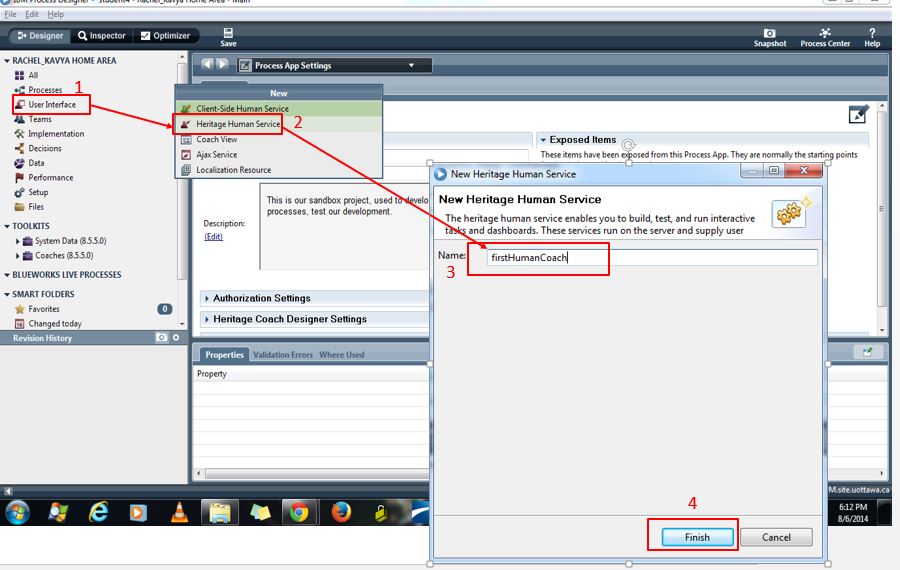 IBM Process Designer - student4 - Rachel_Kavya Home Area - Main
File Edit Help
Designer Inspector Optimizer Save Snapshot Process Center Help
RACHEL_KAVYA HOME AREA
All
Processes
User Interface
Teams
Implementation
Decisions
Data
Performance
Setup
Files
TOOLKITS
System Data (8.5.5.0)
Coaches (8.5.5.0)
BLUEWORKS LIVE PROCESSES
SMART FOLDERS
Favorites 0
Changed today
Revision History
1
Process App Settings
New
Client-Side Human Service
Heritage Human Service
Coach View
Ajax Service
Localization Resource
2
Exposed Items
These items have been exposed from this Process App. They are normally the starting points
Description:
(Edit)
This is our sandbox project, used to develo
processes, test our development.
Authorization Settings
Heritage Coach Designer Settings
Properties Validation Errors Where Used
Property
New Heritage Human Service
New Heritage Human Service
The heritage human service enables you to build, test, and run interactive
tasks and dashboards. These services run on the server and supply user
Name: firstHumanCoach
3
4
Finish Cancel
M.site.uottawa.ca
6:12 PM
8/6/2014